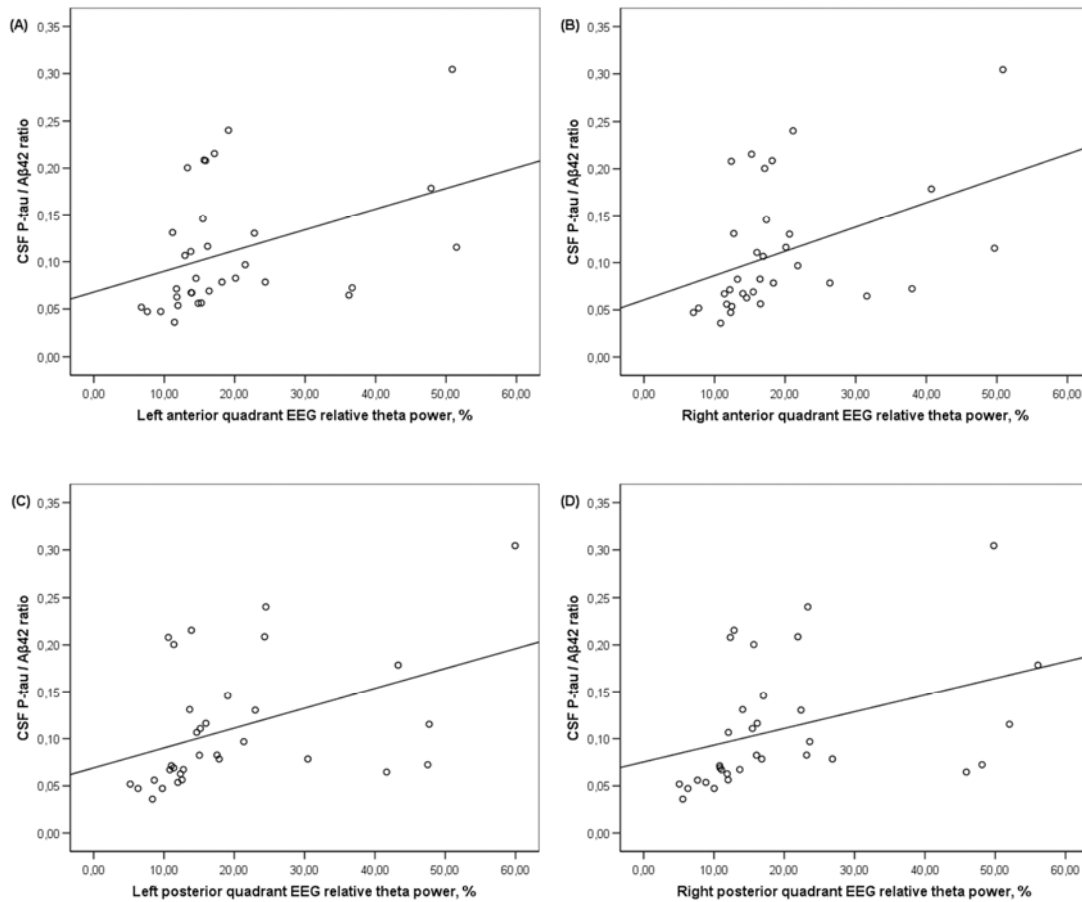 (A)
CSF P-tau / Aβ42 ratio
0,35
0,30
0,25
0,20
0,15
0,10
0,05
0,00
0,00 10,00 20,00 30,00 40,00 50,00 60,00
Left anterior quadrant EEG relative theta power, %
(B)
CSF P-tau / Aβ42 ratio
0,35
0,30
0,25
0,20
0,15
0,10
0,05
0,00
0,00 10,00 20,00 30,00 40,00 50,00 60,00
Right anterior quadrant EEG relative theta power, %
(C)
CSF P-tau / Aβ42 ratio
0,35
0,30
0,25
0,20
0,15
0,10
0,05
0,00
0,00 10,00 20,00 30,00 40,00 50,00 60,00
Left posterior quadrant EEG relative theta power, %
(D)
CSF P-tau / Aβ42 ratio
0,35
0,30
0,25
0,20
0,15
0,10
0,05
0,00
0,00 10,00 20,00 30,00 40,00 50,00 60,00
Right posterior quadrant EEG relative theta power, %